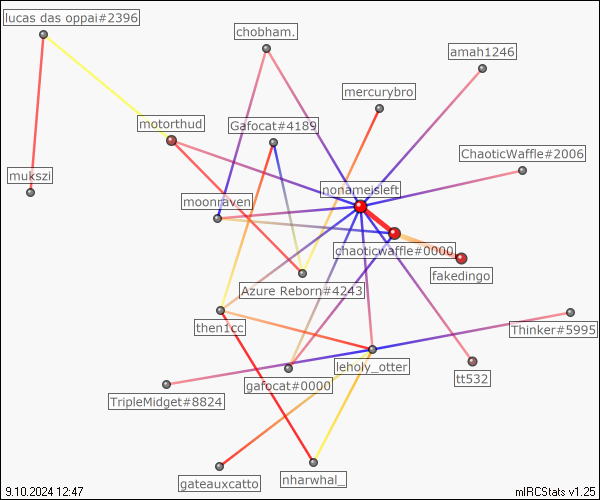 lucas das oppai#2396
chobham.
amah1246
mercurybro
motorthud
Gafocat#4189
ChaoticWaffle#2006
mukszi
nonameisleft
moonraven
chaoticwaffle#0000
fakedingo
Azure Reborn#4243
then1cc
Thinker#5995
leholy_otter
tt532
gafocat#0000
TripleMidget#8824
gateauxcatto
nharwhal_
9.10.2024 12:47
mIRCStats v1.25